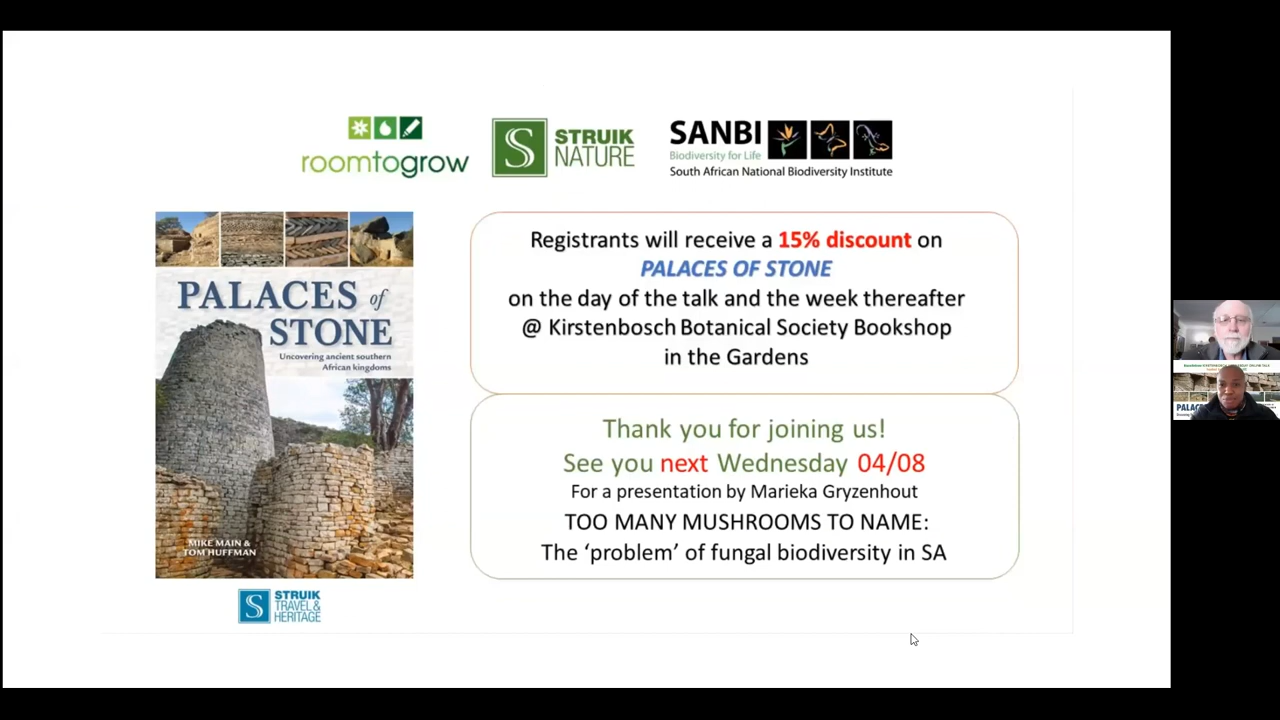 roomtogrow
STRUIK
NATURE
SANBI
Biodiversity for Life
South African National Biodiversity Institute
PALACES of
STONE
Uncovering ancient southern
African kingdoms
MIKE MAIN &
TOM HUFFMAN
STRUIK
TRAVEL &
HERITAGE
Registrants will receive a 15% discount on
PALACES OF STONE
on the day of the talk and the week thereafter
@ Kirstenbosch Botanical Society Bookshop
in the Gardens
Thank you for joining us!
See you next Wednesday 04/08
For a presentation by Marieka Gryzenhout
TOO MANY MUSHROOMS TO NAME:
The ‘problem’ of fungal biodiversity in SA